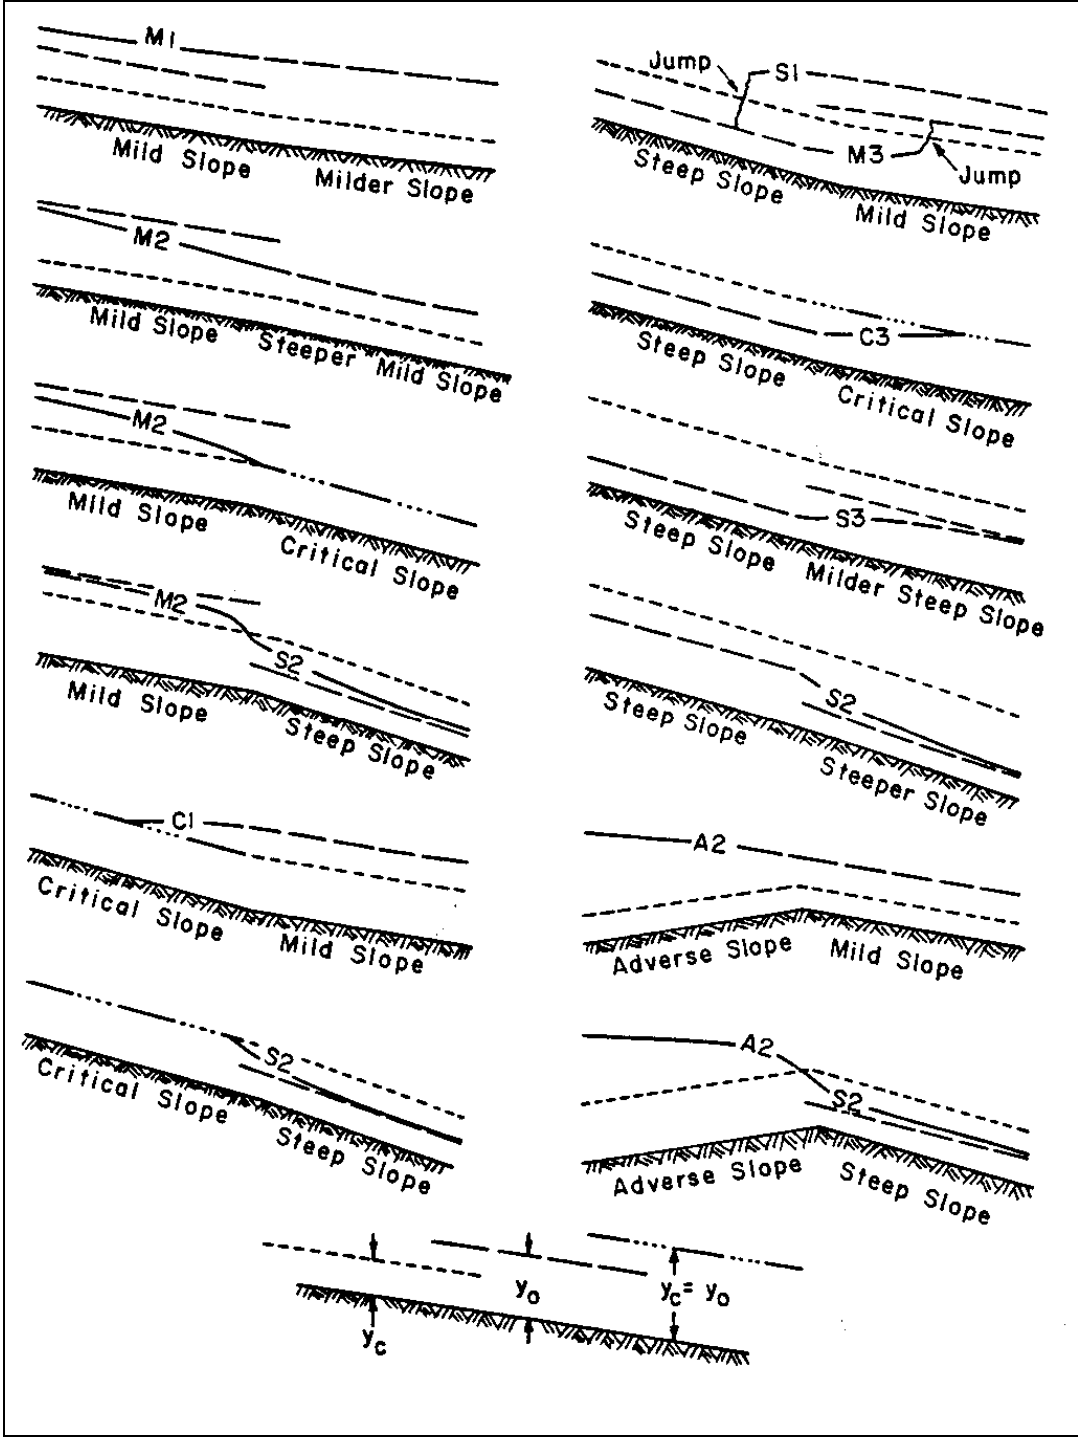 M1
Mild Slope
Milder Slope
M2
Mild Slope
Steeper Mild Slope
M2
Mild Slope
Critical Slope
M2
S2
Mild Slope
Steep Slope
C1
Critical Slope
Mild Slope
S2
Critical Slope
Steep Slope
Jump
S1
M3
Jump
Steep Slope
Mild Slope
C3
Steep Slope
Critical Slope
S3
Steep Slope
Milder Steep Slope
S2
Steep Slope
Steeper Slope
A2
Adverse Slope
Mild Slope
A2
S2
Adverse Slope
Steep Slope
yc
yo
yc = yo